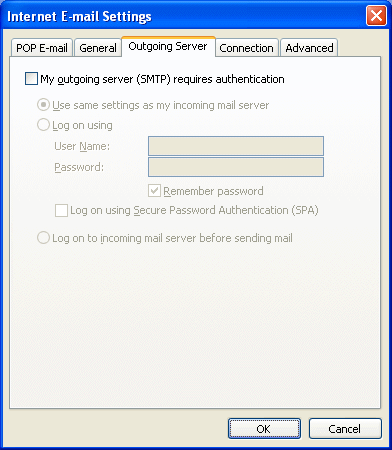 Internet E-mail Settings
POP E-mail General Outgoing Server Connection Advanced
My outgoing server (SMTP) requires authentication
Use same settings as my incoming mail server
Log on using
User Name:
Password:
Remember password
Log on using Secure Password Authentication (SPA)
Log on to incoming mail server before sending mail
OK Cancel